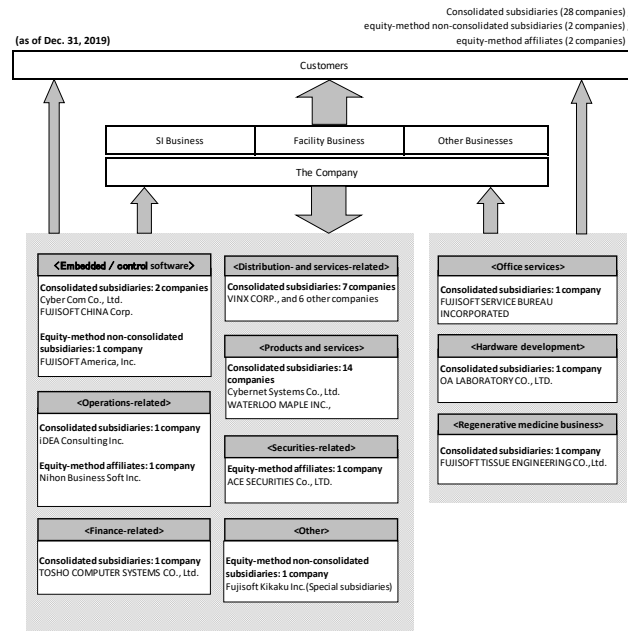 Consolidated subsidiaries (28 companies)
equity-method non-consolidated subsidiaries (2 companies)
(as of Dec. 31, 2019)
equity-method affiliates (2 companies)
Customers
SI Business
Facility Business
Other Businesses
The Company
<Embedded / control software>
Consolidated subsidiaries: 2 companies
Cyber Com Co., Ltd.
FUJISOFT CHINA Corp.
Equity-method non-consolidated
subsidiaries: 1 company
FUJISOFT America, Inc.
<Operations-related>
Consolidated subsidiaries: 1 company
iDEA Consulting Inc.
Equity-method affiliates: 1 company
Nihon Business Soft Inc.
<Finance-related>
Consolidated subsidiaries: 1 company
TOSHO COMPUTER SYSTEMS CO., Ltd.
<Distribution- and services-related>
Consolidated subsidiaries: 7 companies
VINX CORP., and 6 other companies
<Products and services>
Consolidated subsidiaries: 14
companies
Cybernet Systems Co., Ltd.
WATERLOO MAPLE INC.,
<Securities-related>
Equity-method affiliates: 1 company
ACE SECURITIES Co., LTD.
<Other>
Equity-method non-consolidated
subsidiaries: 1 company
Fujisoft Kikaku Inc.(Special subsidiaries)
<Office services>
Consolidated subsidiaries: 1 company
FUJISOFT SERVICE BUREAU
INCORPORATED
<Hardware development>
Consolidated subsidiaries: 1 company
OA LABORATORY CO., LTD.
<Regenerative medicine business>
Consolidated subsidiaries: 1 company
FUJISOFT TISSUE ENGINEERING CO.,Ltd.